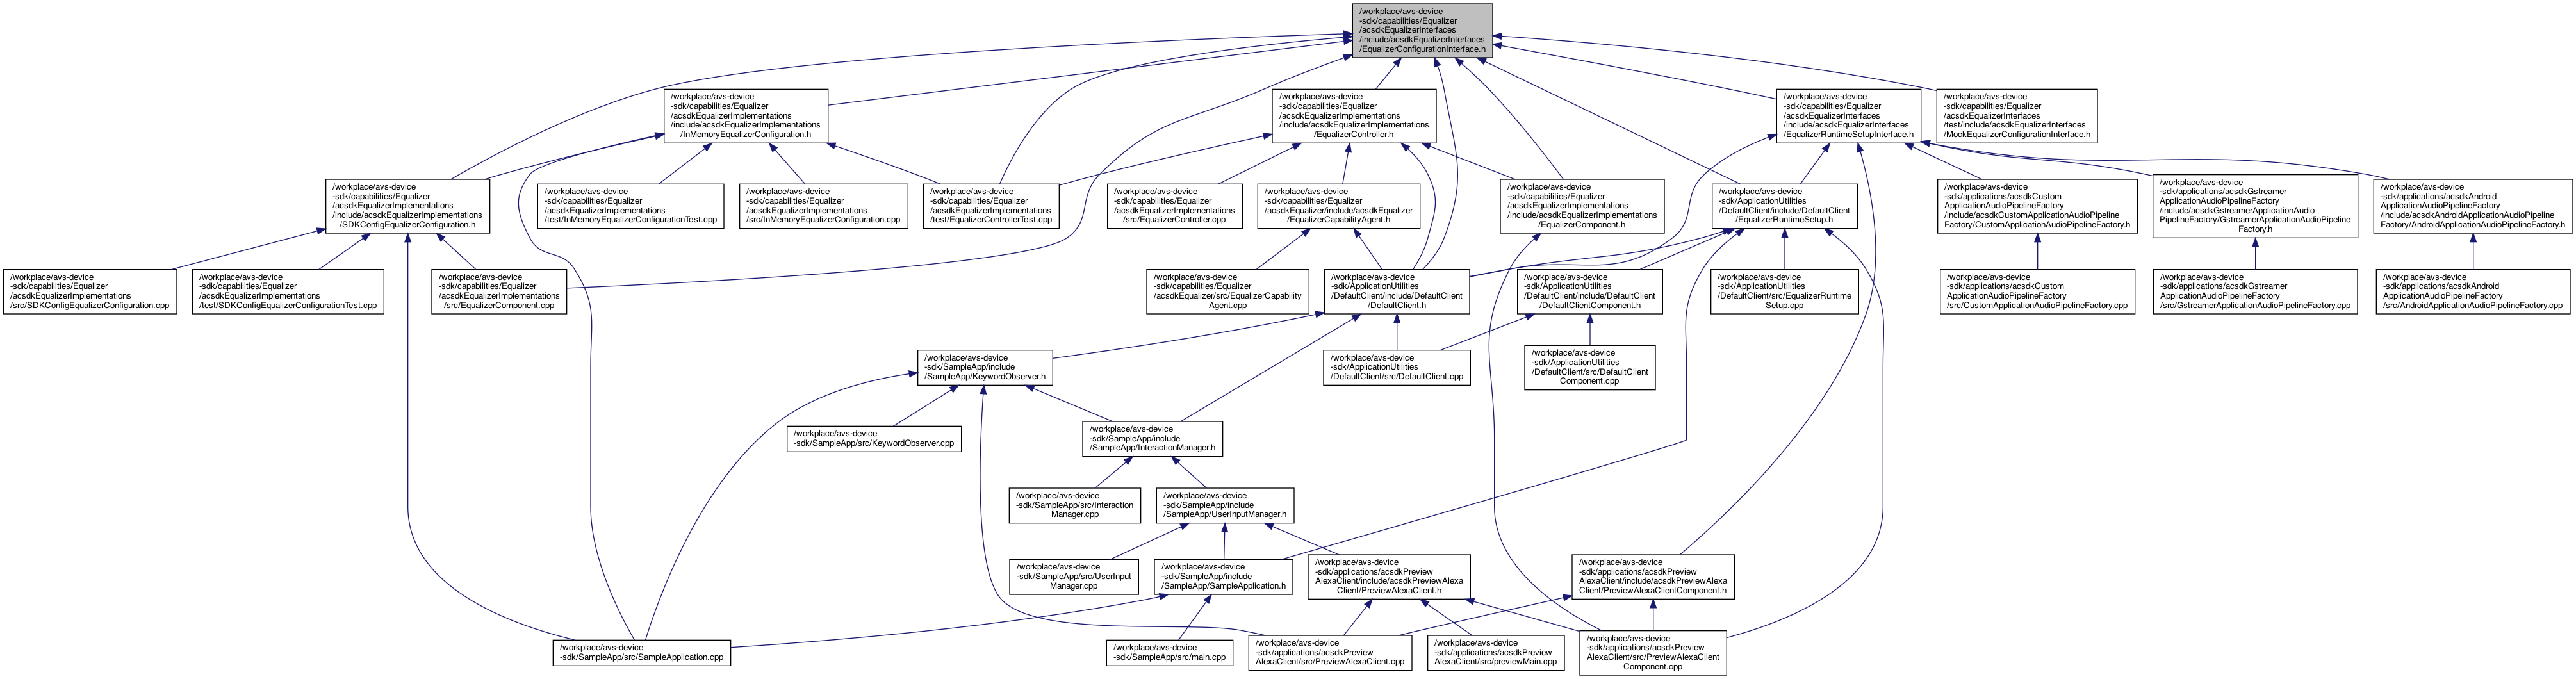 /workplace/avs-device
-sdk/capabilities/Equalizer
/acsdkEqualizerInterfaces
/include/acsdkEqualizerInterfaces
/EqualizerConfigurationInterface.h
/workplace/avs-device
-sdk/capabilities/Equalizer
/acsdkEqualizerImplementations
/include/acsdkEqualizerImplementations
/InMemoryEqualizerConfiguration.h
/workplace/avs-device
-sdk/capabilities/Equalizer
/acsdkEqualizerImplementations
/include/acsdkEqualizerImplementations
/EqualizerController.h
/workplace/avs-device
-sdk/capabilities/Equalizer
/acsdkEqualizerInterfaces
/include/acsdkEqualizerInterfaces
/EqualizerRuntimeSetupInterface.h
/workplace/avs-device
-sdk/capabilities/Equalizer
/acsdkEqualizerInterfaces
/test/include/acsdkEqualizerInterfaces
/MockEqualizerConfigurationInterface.h
/workplace/avs-device
-sdk/capabilities/Equalizer
/acsdkEqualizerImplementations
/include/acsdkEqualizerImplementations
/SDKConfigEqualizerConfiguration.h
/workplace/avs-device
-sdk/capabilities/Equalizer
/acsdkEqualizerImplementations
/test/InMemoryEqualizerConfigurationTest.cpp
/workplace/avs-device
-sdk/capabilities/Equalizer
/acsdkEqualizerImplementations
/src/InMemoryEqualizerConfiguration.cpp
/workplace/avs-device
-sdk/capabilities/Equalizer
/acsdkEqualizerImplementations
/test/EqualizerControllerTest.cpp
/workplace/avs-device
-sdk/capabilities/Equalizer
/acsdkEqualizerImplementations
/src/EqualizerController.cpp
/workplace/avs-device
-sdk/capabilities/Equalizer
/acsdkEqualizer/include/acsdkEqualizer
/EqualizerCapabilityAgent.h
/workplace/avs-device
-sdk/capabilities/Equalizer
/acsdkEqualizerImplementations
/include/acsdkEqualizerImplementations
/EqualizerComponent.h
/workplace/avs-device
-sdk/ApplicationUtilities
/DefaultClient/include/DefaultClient
/EqualizerRuntimeSetup.h
/workplace/avs-device
-sdk/applications/acsdkCustom
ApplicationAudioPipelineFactory
/include/acsdkCustomApplicationAudioPipeline
Factory/CustomApplicationAudioPipelineFactory.h
/workplace/avs-device
-sdk/applications/acsdkGstreamer
ApplicationAudioPipelineFactory
/include/acsdkGstreamerApplicationAudio
PipelineFactory/GstreamerApplicationAudioPipeline
Factory.h
/workplace/avs-device
-sdk/applications/acsdkAndroid
ApplicationAudioPipelineFactory
/include/acsdkAndroidApplicationAudioPipeline
Factory/AndroidApplicationAudioPipelineFactory.h
/workplace/avs-device
-sdk/capabilities/Equalizer
/acsdkEqualizerImplementations
/src/SDKConfigEqualizerConfiguration.cpp
/workplace/avs-device
-sdk/capabilities/Equalizer
/acsdkEqualizerImplementations
/test/SDKConfigEqualizerConfigurationTest.cpp
/workplace/avs-device
-sdk/capabilities/Equalizer
/acsdkEqualizerImplementations
/src/EqualizerComponent.cpp
/workplace/avs-device
-sdk/capabilities/Equalizer
/acsdkEqualizer/src/EqualizerCapability
Agent.cpp
/workplace/avs-device
-sdk/ApplicationUtilities
/DefaultClient/include/DefaultClient
/DefaultClient.h
/workplace/avs-device
-sdk/ApplicationUtilities
/DefaultClient/include/DefaultClient
/DefaultClientComponent.h
/workplace/avs-device
-sdk/ApplicationUtilities
/DefaultClient/src/EqualizerRuntime
Setup.cpp
/workplace/avs-device
-sdk/applications/acsdkCustom
ApplicationAudioPipelineFactory
/src/CustomApplicationAudioPipelineFactory.cpp
/workplace/avs-device
-sdk/applications/acsdkGstreamer
ApplicationAudioPipelineFactory
/src/GstreamerApplicationAudioPipelineFactory.cpp
/workplace/avs-device
-sdk/applications/acsdkAndroid
ApplicationAudioPipelineFactory
/src/AndroidApplicationAudioPipelineFactory.cpp
/workplace/avs-device
-sdk/SampleApp/include
/SampleApp/KeywordObserver.h
/workplace/avs-device
-sdk/ApplicationUtilities
/DefaultClient/src/DefaultClient.cpp
/workplace/avs-device
-sdk/ApplicationUtilities
/DefaultClient/src/DefaultClient
Component.cpp
/workplace/avs-device
-sdk/SampleApp/src/KeywordObserver.cpp
/workplace/avs-device
-sdk/SampleApp/include
/SampleApp/InteractionManager.h
/workplace/avs-device
-sdk/SampleApp/src/Interaction
Manager.cpp
/workplace/avs-device
-sdk/SampleApp/include
/SampleApp/UserInputManager.h
/workplace/avs-device
-sdk/SampleApp/src/UserInput
Manager.cpp
/workplace/avs-device
-sdk/SampleApp/include
/SampleApp/SampleApplication.h
/workplace/avs-device
-sdk/applications/acsdkPreview
AlexaClient/include/acsdkPreviewAlexa
Client/PreviewAlexaClient.h
/workplace/avs-device
-sdk/applications/acsdkPreview
AlexaClient/include/acsdkPreviewAlexa
Client/PreviewAlexaClientComponent.h
/workplace/avs-device
-sdk/SampleApp/src/SampleApplication.cpp
/workplace/avs-device
-sdk/SampleApp/src/main.cpp
/workplace/avs-device
-sdk/applications/acsdkPreview
AlexaClient/src/PreviewAlexaClient.cpp
/workplace/avs-device
-sdk/applications/acsdkPreview
AlexaClient/src/previewMain.cpp
/workplace/avs-device
-sdk/applications/acsdkPreview
AlexaClient/src/PreviewAlexaClient
Component.cpp